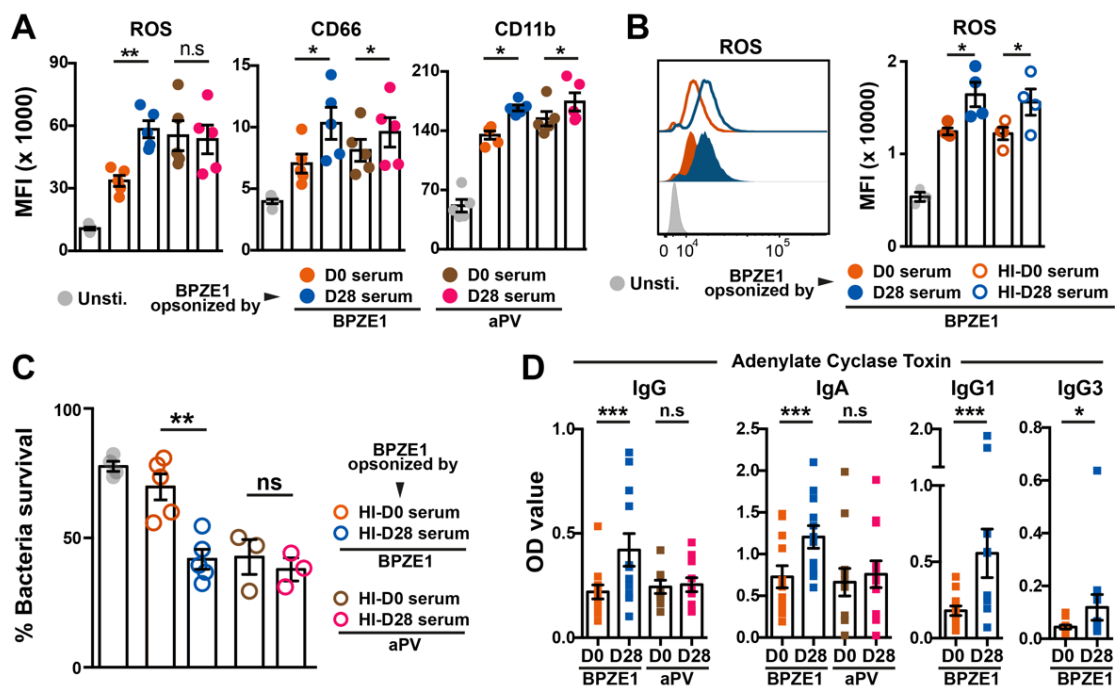 A
ROS
CD66
CD11b
**
n.s
*
*
*
*
MFI (x 1000)
90
60
30
0
15
10
5
0
210
140
70
0
Unsti.
BPZE1
opsonized by
D0 serum
D28 serum
BPZE1
D0 serum
D28 serum
aPV
B
ROS
ROS
*
*
MFI (x 10000)
2
1
0
0 10⁴ 10⁵
Unsti.
BPZE1
opsonized by
D0 serum
D28 serum
HI-D0 serum
HI-D28 serum
BPZE1
C
% Bacteria survival
100
50
0
**
ns
BPZE1
opsonized by
HI-D0 serum
HI-D28 serum
BPZE1
HI-D0 serum
HI-D28 serum
aPV
D
Adenylate Cyclase Toxin
IgG
IgA
IgG1
IgG3
***
n.s
***
n.s
***
*
OD value
1.0
0.5
0.0
2.5
2.0
1.5
1.0
0.5
0.0
2.0
1.0
0.5
0.0
0.8
0.6
0.4
0.2
0.0
D0 D28 D0 D28
BPZE1 aPV
D0 D28 D0 D28
BPZE1 aPV
D0 D28
BPZE1
D0 D28
BPZE1